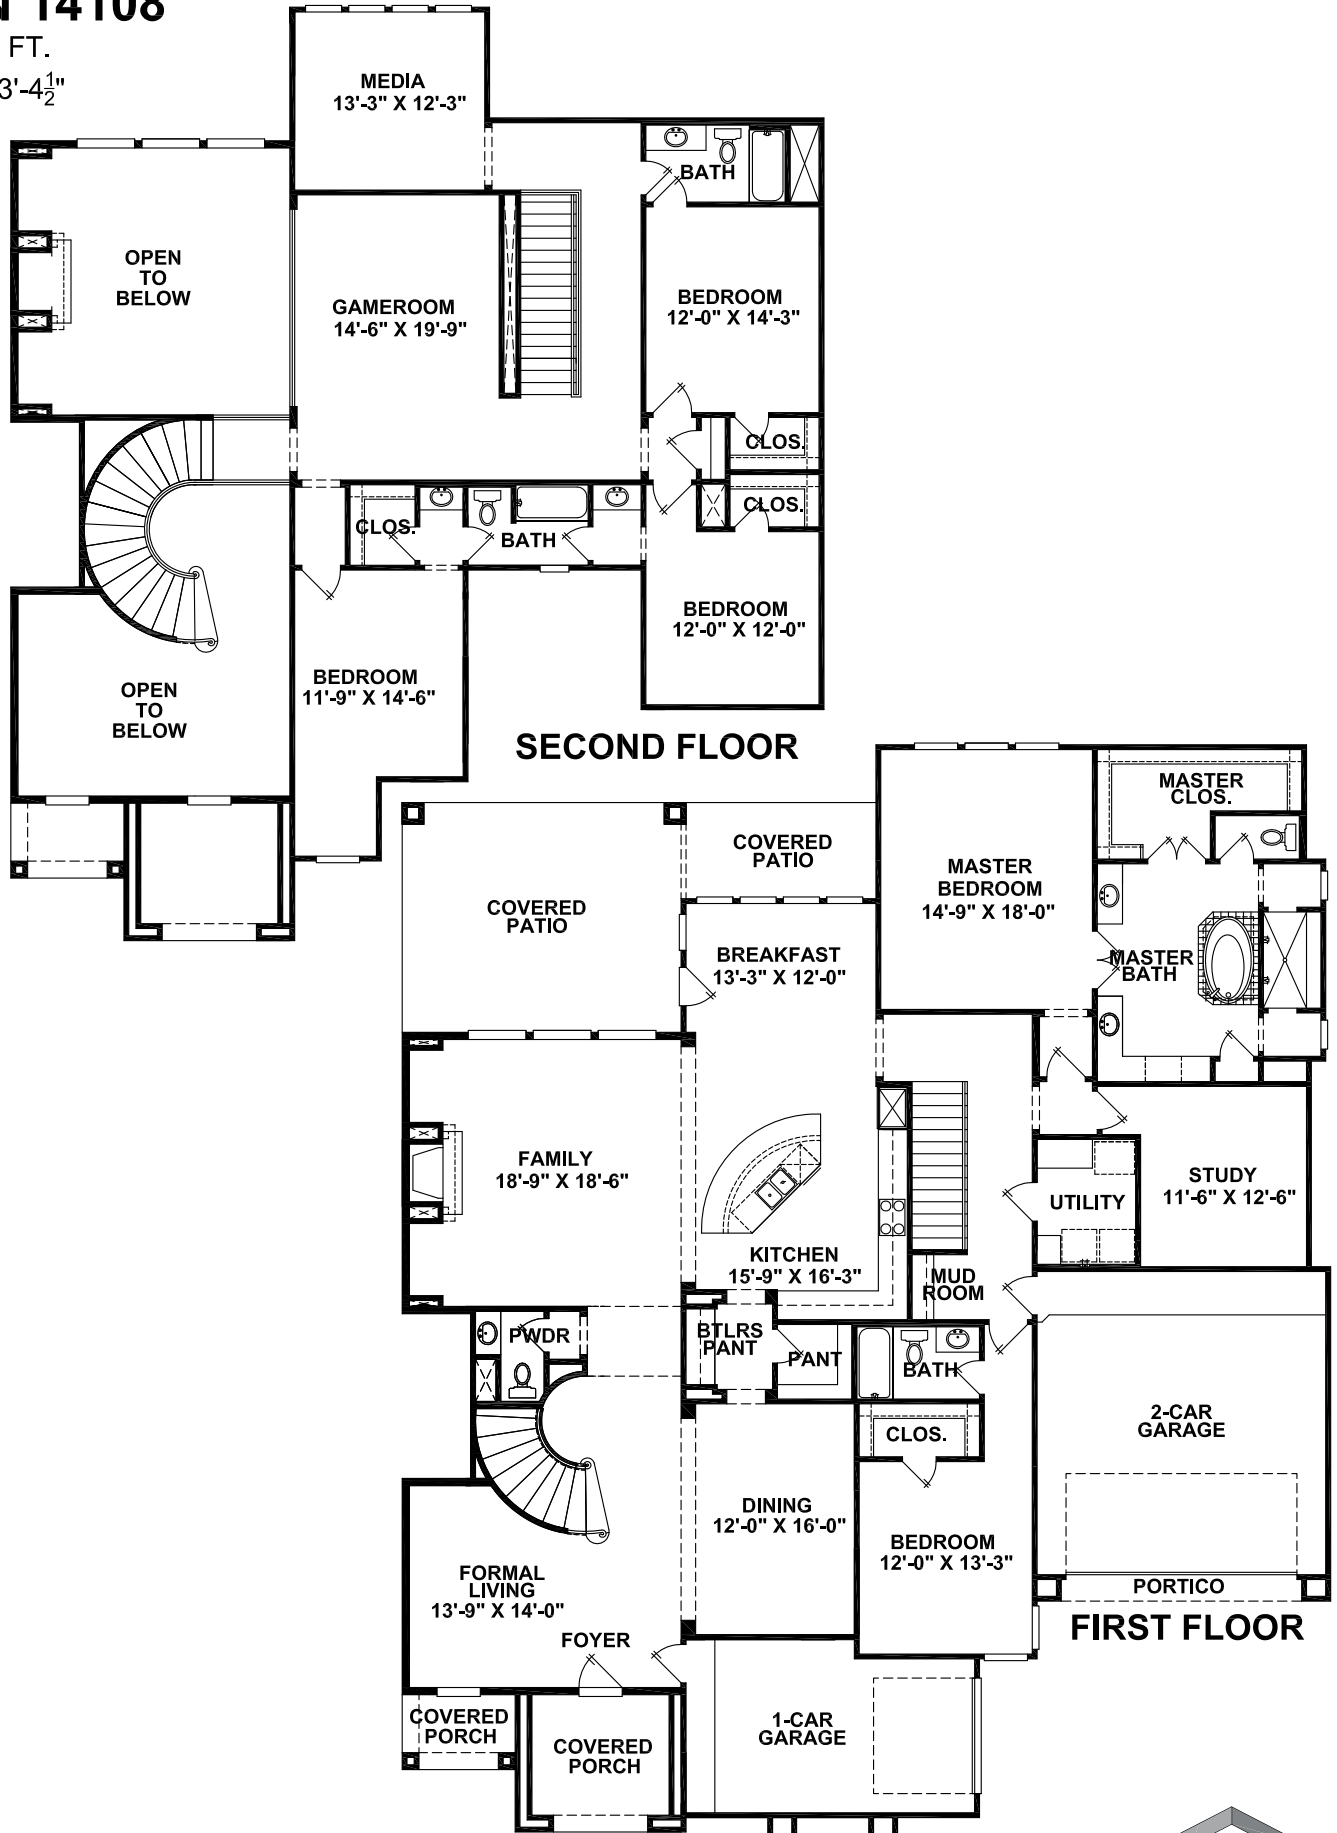 14108
FT.
3'-4½"
MEDIA
13'-3" X 12'-3"
BATH
OPEN
TO
BELOW
GAMEROOM
14'-6" X 19'-9"
BEDROOM
12'-0" X 14'-3"
CLOS.
CLOS.
CLOS.
BATH
BEDROOM
12'-0" X 12'-0"
OPEN
TO
BELOW
BEDROOM
11'-9" X 14'-6"
SECOND FLOOR
MASTER
CLOS.
COVERED
PATIO
MASTER
BEDROOM
14'-9" X 18'-0"
COVERED
PATIO
BREAKFAST
13'-3" X 12'-0"
MASTER
BATH
FAMILY
18'-9" X 18'-6"
STUDY
11'-6" X 12'-6"
UTILITY
KITCHEN
15'-9" X 16'-3"
MUD
ROOM
PWDR
BTLRS
PANT
PANT
BATH
2-CAR
GARAGE
CLOS.
DINING
12'-0" X 16'-0"
BEDROOM
12'-0" X 13'-3"
FORMAL
LIVING
13'-9" X 14'-0"
PORTICO
FIRST FLOOR
FOYER
COVERED
PORCH
1-CAR
GARAGE
COVERED
PORCH